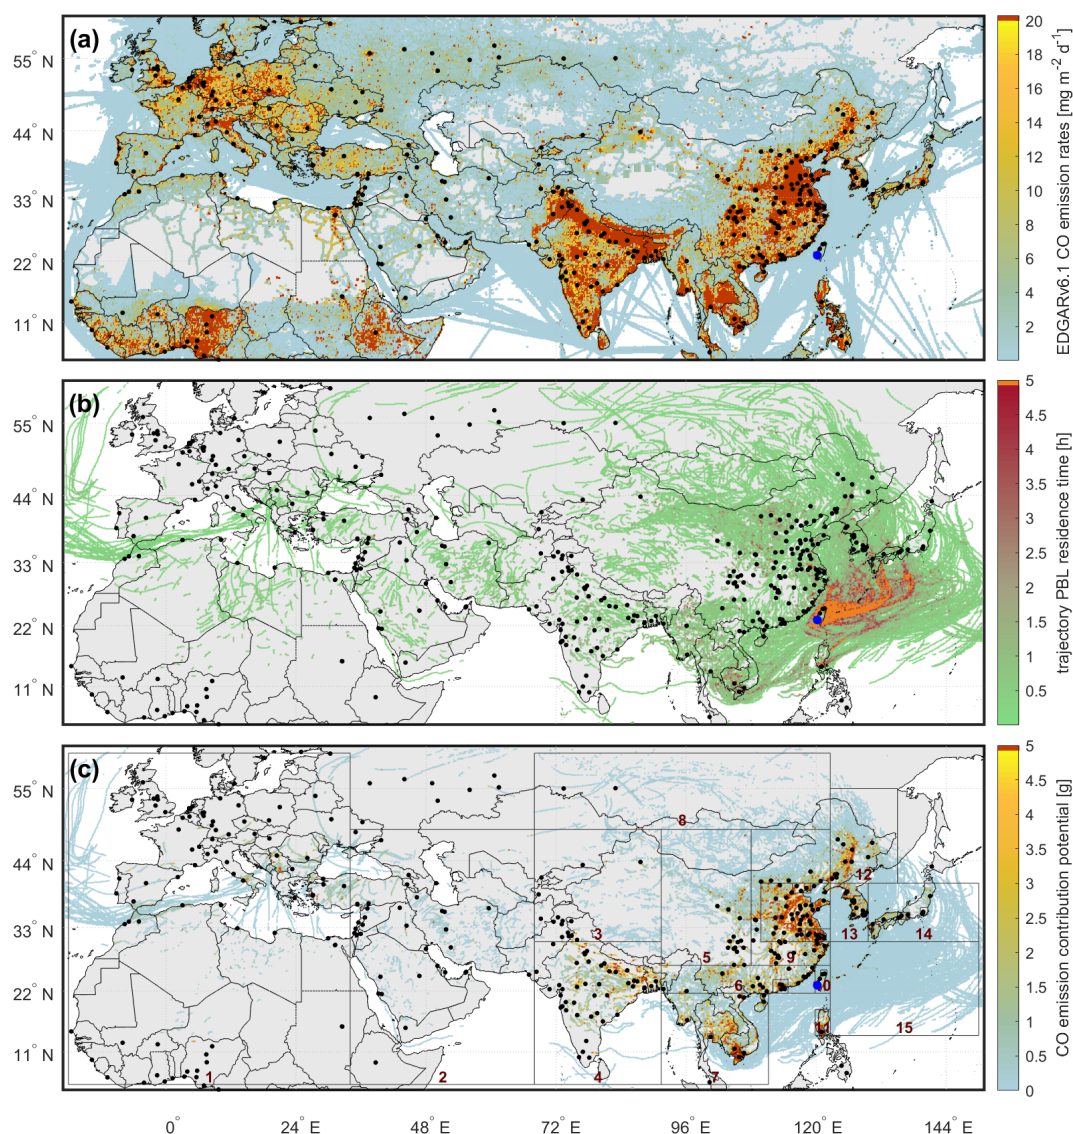 (a)
55° N
44° N
33° N
22° N
11° N
20
18
16
14
12
10
8
6
4
2
EDGARv6.1 CO emission rates [mg m⁻² d⁻¹]
(b)
55° N
44° N
33° N
22° N
11° N
5
4.5
4
3.5
3
2.5
2
1.5
1
0.5
trajectory PBL residence time [h]
(c)
55° N
44° N
33° N
22° N
11° N
8
12
3
13
14
5
9
6
10
11
15
1
2
4
7
5
4.5
4
3.5
3
2.5
2
1.5
1
0.5
0
CO emission contribution potential [g]
0°
24° E
48° E
72° E
96° E
120° E
144° E